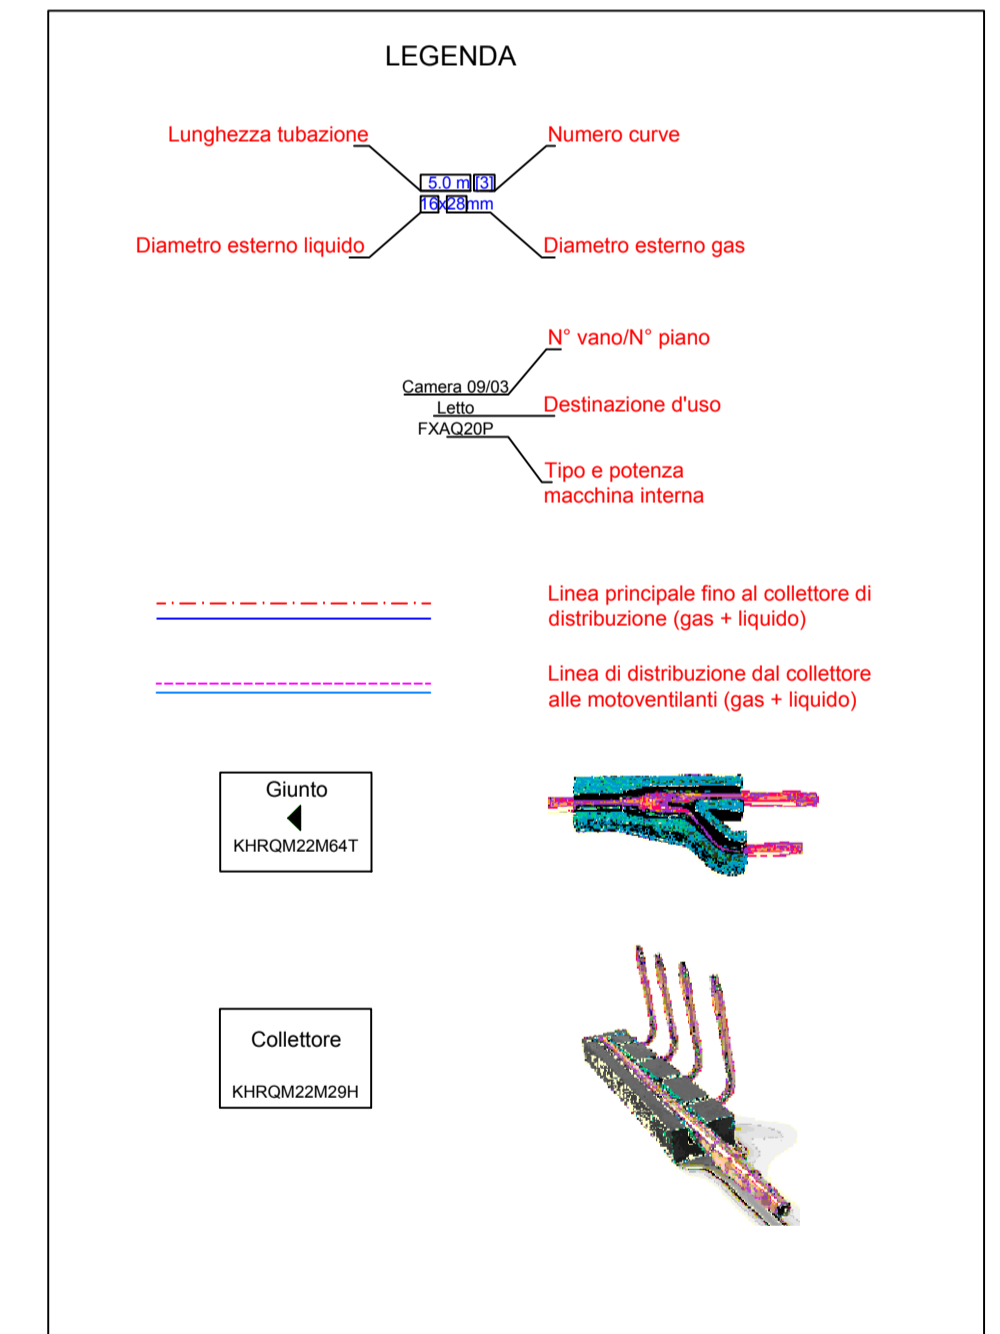 LEGENDA
Lunghezza tubazione
Numero curve
5.0 m [3]
16x28mm
Diametro esterno liquido
Diametro esterno gas
N° vano/N° piano
Camera 09/03
Letto
Destinazione d'uso
FXAQ20P
Tipo e potenza
macchina interna
Linea principale fino al collettore di
distribuzione (gas + liquido)
Linea di distribuzione dal collettore
alle motoventilanti (gas + liquido)
Giunto
KHRQM22M64T
Collettore
KHRQM22M29H